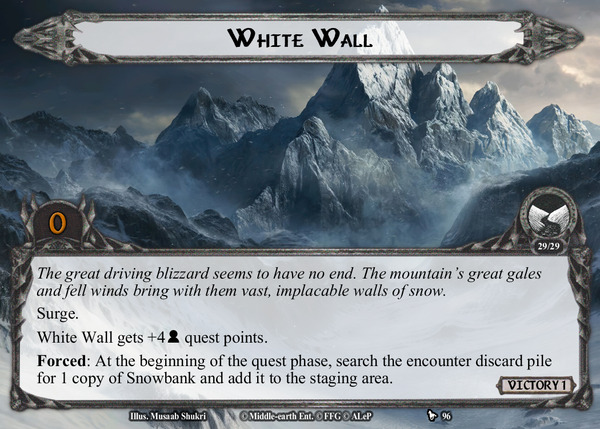 White Wall
0
29/29
The great driving blizzard seems to have no end. The mountain's great gales
and fell winds bring with them vast, implacable walls of snow.
Surge.
White Wall gets +4 quest points.
Forced: At the beginning of the quest phase, search the encounter discard pile
for 1 copy of Snowbank and add it to the staging area.
VICTORY 1
Illus. Musaab Shukri © Middle-earth Ent. © FFG © ALeP 96